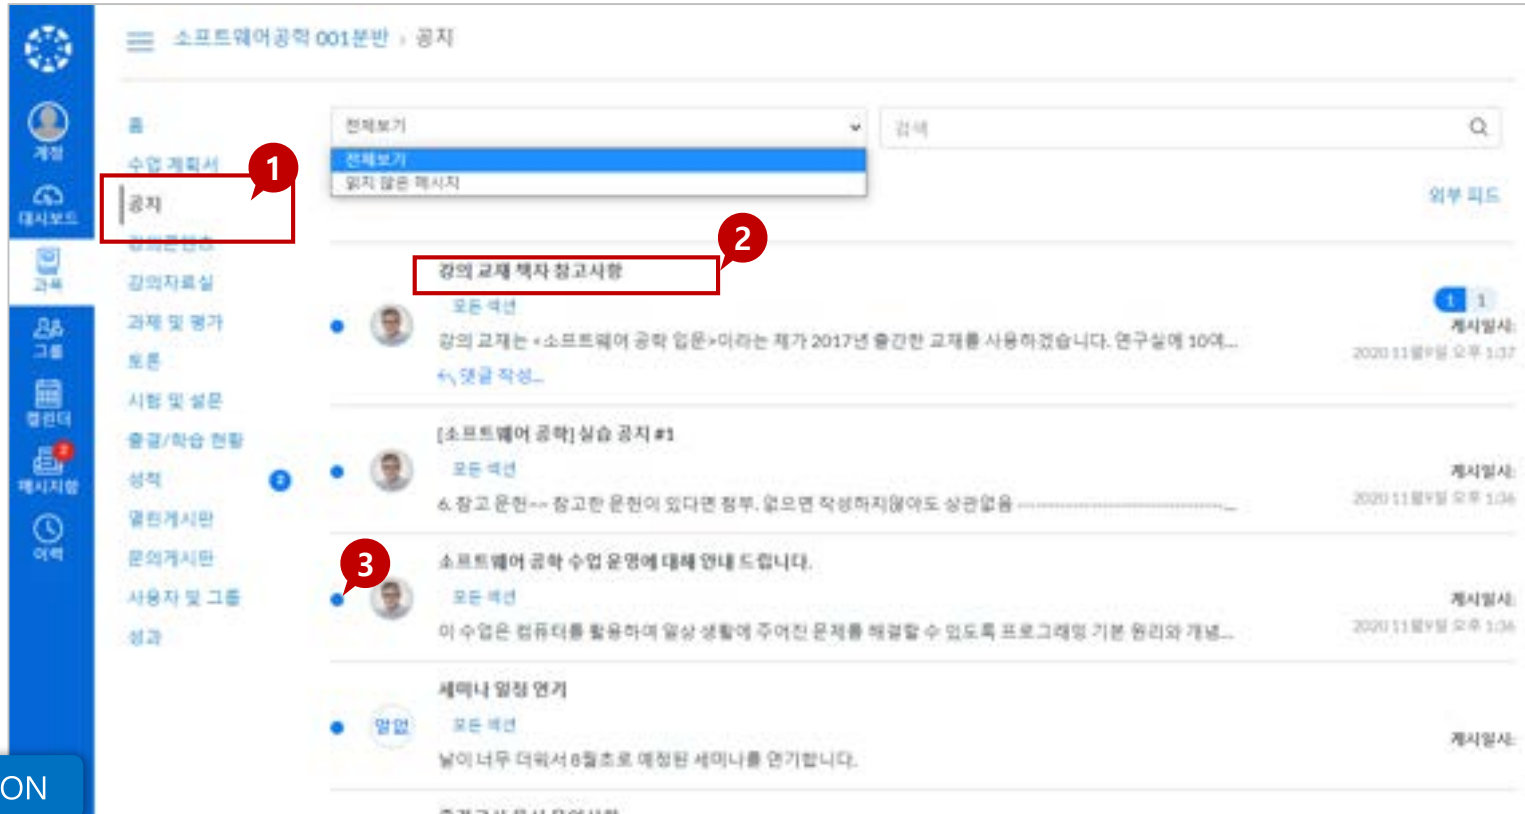 소프트웨어공학 001분반 › 공지
계정
대시보드
과목
그룹
캘린더
2
메시지함
이력
홈
수업 계획서
1
공지
강의콘텐츠
강의자료실
과제 및 평가
토론
시험 및 설문
출결/학습 현황
성적
2
열린게시판
문의게시판
사용자 및 그룹
성과
전체보기
전체보기
읽지 않은 메시지
검색
외부 피드
2
강의 교재 책자 참고사항
모든 섹션
강의 교재는 <소프트웨어 공학 입문>이라는 제가 2017년 출간한 교재를 사용하겠습니다. 연구실에 10여...
댓글 작성...
1 1
게시일시:
2020 11월9일 오후 1:37
[소프트웨어 공학] 실습 공지 #1
모든 섹션
6. 참고 문헌~~ 참고한 문헌이 있다면 첨부, 없으면 작성하지않아도 상관없음 ---------------------------------------...
게시일시:
2020 11월9일 오후 1:36
3
소프트웨어 공학 수업 운영에 대해 안내 드립니다.
모든 섹션
이 수업은 컴퓨터를 활용하여 일상 생활에 주어진 문제를 해결할 수 있도록 프로그래밍 기본 원리와 개념...
게시일시:
2020 11월9일 오후 1:36
세미나 일정 연기
알없
모든 섹션
날이 너무 더워서 8월초로 예정된 세미나를 연기합니다.
게시일시:
ON